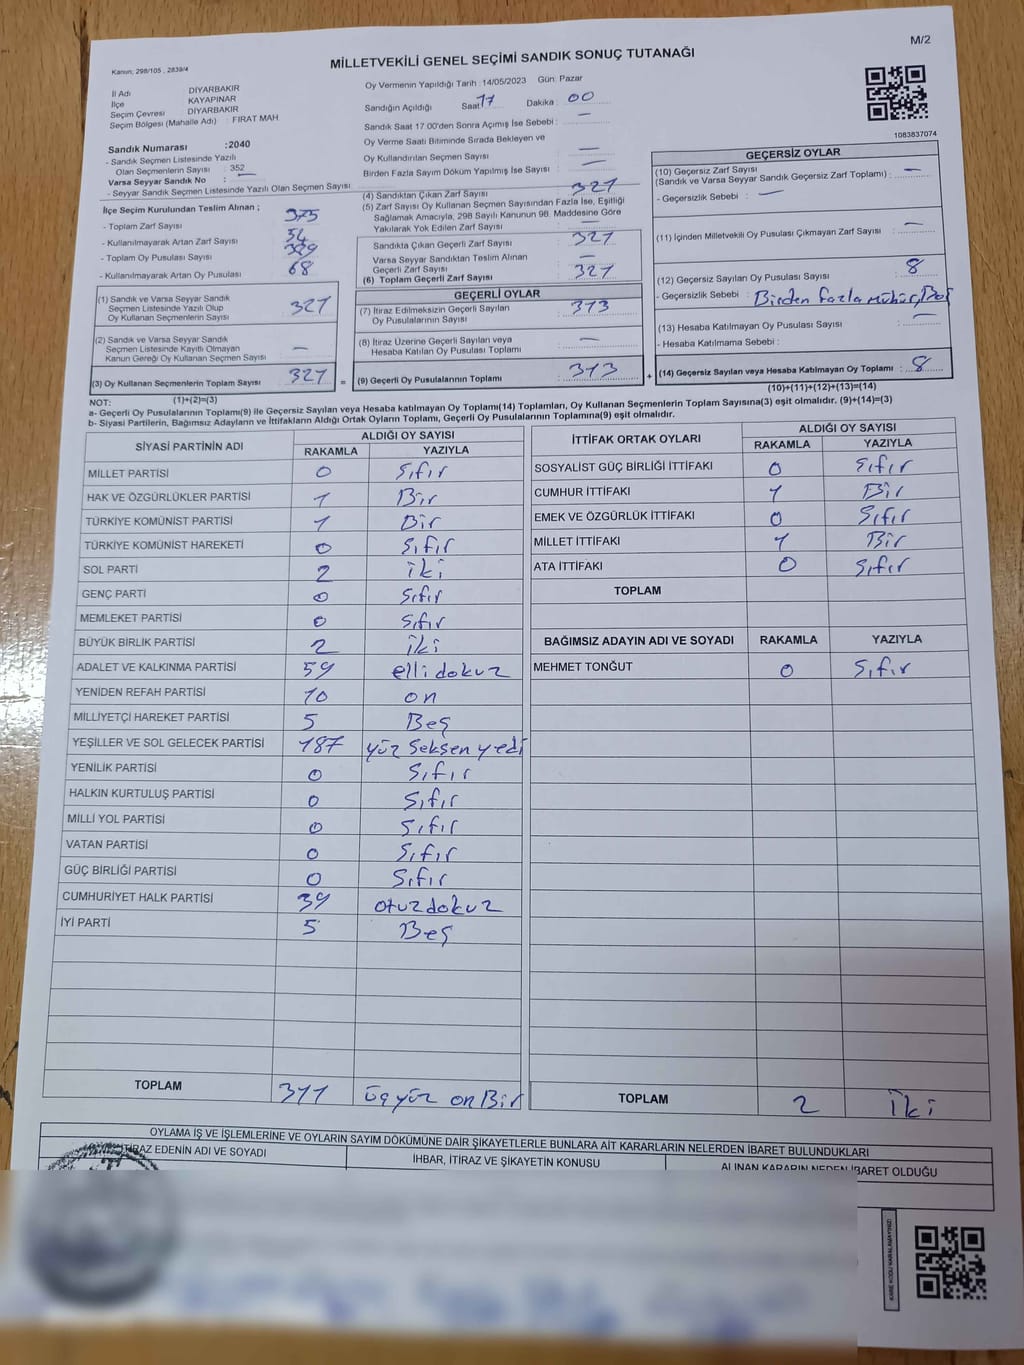 M/2
Kanun; 298/105 , 2839/4
MİLLETVEKİLİ GENEL SEÇİMİ SANDIK SONUÇ TUTANAĞI
İl Adı DİYARBAKIR
İlçe KAYAPINAR
Seçim Çevresi DİYARBAKIR
Seçim Bölgesi (Mahalle Adı) : FIRAT MAH
Oy Vermenin Yapıldığı Tarih : 14/05/2023 Gün: Pazar
Sandığın Açıldığı Saat 17 Dakika : 00
Sandık Saat 17 00'den Sonra Açımış İse Sebebi : —
1083837074
Sandık Numarası :2040
- Sandık Seçmen Listesinde Yazılı
Olan Seçmenlerin Sayısı : 352
Varsa Seyyar Sandık No : —
- Seyyar Sandık Seçmen Listesinde Yazılı Olan Seçmen Sayısı
Oy Verme Saati Bitiminde Sırada Bekleyen ve
Oy Kullandırılan Seçmen Sayısı : —
Birden Fazla Sayım Döküm Yapılmış İse Sayısı : —
İlçe Seçim Kurulundan Teslim Alınan ;
- Toplam Zarf Sayısı : 375
- Kullanılmayarak Artan Zarf Sayısı : 54
- Toplam Oy Pusulası Sayısı : 389
- Kullanılmayarak Artan Oy Pusulası : 68
(4) Sandıktan Çıkan Zarf Sayısı : 321
(5) Zarf Sayısı Oy Kullanan Seçmen Sayısından Fazla İse, Eşitliği
Sağlamak Amacıyla, 298 Sayılı Kanunun 98. Maddesine Göre
Yakılarak Yok Edilen Zarf Sayısı : —
Sandıkta Çıkan Geçerli Zarf Sayısı : 321
Varsa Seyyar Sandıktan Teslim Alınan
Geçerli Zarf Sayısı : —
(6) Toplam Geçerli Zarf Sayısı : 321
GEÇERSİZ OYLAR
(10) Geçersiz Zarf Sayısı
(Sandık ve Varsa Seyyar Sandık Geçersiz Zarf Toplamı) : —
- Geçersizlik Sebebi : —
(11) İçinden Milletvekili Oy Pusulası Çıkmayan Zarf Sayısı : —
(12) Geçersiz Sayılan Oy Pusulası Sayısı : 8
- Geçersizlik Sebebi : Birden fazla mühür,
(13) Hesaba Katılmayan Oy Pusulası Sayısı : —
- Hesaba Katılmama Sebebi :
(14) Geçersiz Sayılan veya Hesaba Katılmayan Oy Toplamı : 8
(10)+(11)+(12)+(13)=(14)
(1) Sandık ve Varsa Seyyar Sandık
Seçmen Listesinde Yazılı Olup
Oy Kullanan Seçmenlerin Sayısı : 321
(2) Sandık ve Varsa Seyyar Sandık
Seçmen Listesinde Kayıtlı Olmayan
Kanun Gereği Oy Kullanan Seçmen Sayısı : —
(3) Oy Kullanan Seçmenlerin Toplam Sayısı : 321 =
(1)+(2)=(3)
GEÇERLİ OYLAR
(7) İtiraz Edilmeksizin Geçerli Sayılan
Oy Pusulalarının Sayısı : 313
(8) İtiraz Üzerine Geçerli Sayılan veya
Hesaba Katılan Oy Pusulası Toplamı : —
(9) Geçerli Oy Pusulalarının Toplamı : 313 +
NOT:
a- Geçerli Oy Pusulalarının Toplamı(9) ile Geçersiz Sayılan veya Hesaba katılmayan Oy Toplamı(14) Toplamları, Oy Kullanan Seçmenlerin Toplam Sayısına(3) eşit olmalıdır. (9)+(14)=(3)
b- Siyasi Partilerin, Bağımsız Adayların ve İttifakların Aldığı Ortak Oyların Toplamı, Geçerli Oy Pusulalarının Toplamına(9) eşit olmalıdır.
SİYASİ PARTİNİN ADI ALDIĞI OY SAYISI
RAKAMLA YAZIYLA
MİLLET PARTİSİ 0 Sıfır
HAK VE ÖZGÜRLÜKLER PARTİSİ 1 Bir
TÜRKİYE KOMÜNİST PARTİSİ 1 Bir
TÜRKİYE KOMÜNİST HAREKETİ 0 Sıfır
SOL PARTİ 2 iki
GENÇ PARTİ 0 Sıfır
MEMLEKET PARTİSİ 0 Sıfır
BÜYÜK BİRLİK PARTİSİ 2 iki
ADALET VE KALKINMA PARTİSİ 59 elli dokuz
YENİDEN REFAH PARTİSİ 10 on
MİLLİYETÇİ HAREKET PARTİSİ 5 Beş
YEŞİLLER VE SOL GELECEK PARTİSİ 187 yüz Seksen yedi
YENİLİK PARTİSİ 0 Sıfır
HALKIN KURTULUŞ PARTİSİ 0 Sıfır
MİLLİ YOL PARTİSİ 0 Sıfır
VATAN PARTİSİ 0 Sıfır
GÜÇ BİRLİĞİ PARTİSİ 0 Sıfır
CUMHURİYET HALK PARTİSİ 39 otuz dokuz
İYİ PARTİ 5 Beş
TOPLAM 311 üç yüz on Bir
İTTİFAK ORTAK OYLARI ALDIĞI OY SAYISI
RAKAMLA YAZIYLA
SOSYALİST GÜÇ BİRLİĞİ İTTİFAKI 0 Sıfır
CUMHUR İTTİFAKI 1 Bir
EMEK VE ÖZGÜRLÜK İTTİFAKI 0 Sıfır
MİLLET İTTİFAKI 1 Bir
ATA İTTİFAKI 0 Sıfır
TOPLAM
BAĞIMSIZ ADAYIN ADI VE SOYADI RAKAMLA YAZIYLA
MEHMET TONĞUT 0 Sıfır
TOPLAM 2 İki
OYLAMA İŞ VE İŞLEMLERİNE VE OYLARIN SAYIM DÖKÜMÜNE DAİR ŞİKAYETLERLE BUNLARA AİT KARARLARIN NELERDEN İBARET BULUNDUKLARI
İTİRAZ EDENİN ADI VE SOYADI İHBAR, İTİRAZ VE ŞİKAYETİN KONUSU ALINAN KARARIN NEDEN İBARET OLDUĞU
KARE KODU KARALAMAYINIZ!